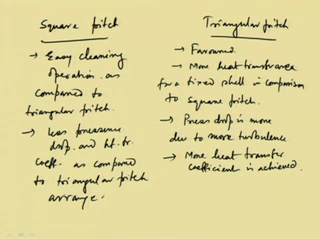 Square pitch
→ Easy cleaning
operation as
compared to
triangular pitch.
→ Less pressure
drop and ht. tr.
coeff. as compared
to triangular pitch
arrange.
Triangular pitch
→ Favoured.
→ More heat transfer area
for a fixed shell in comparison
to square pitch.
→ Press drop is more
due to more turbulence
→ More heat transfer
coefficient is achieved.